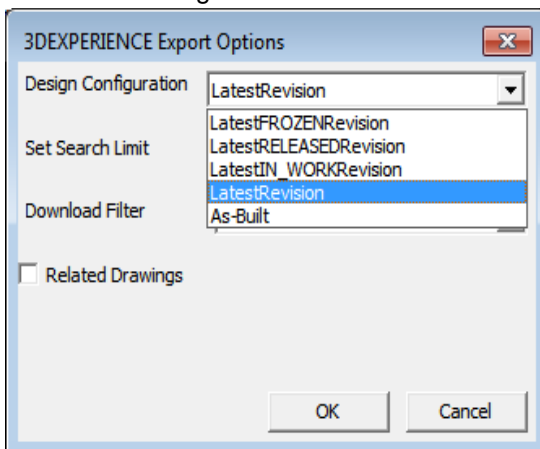 3DEXPERIENCE Export Options
Design Configuration LatestRevision
LatestFROZENRevision
Set Search Limit LatestRELEASEDRevision
LatestIN_WORKRevision
LatestRevision
Download Filter As-Built
Related Drawings
OK Cancel